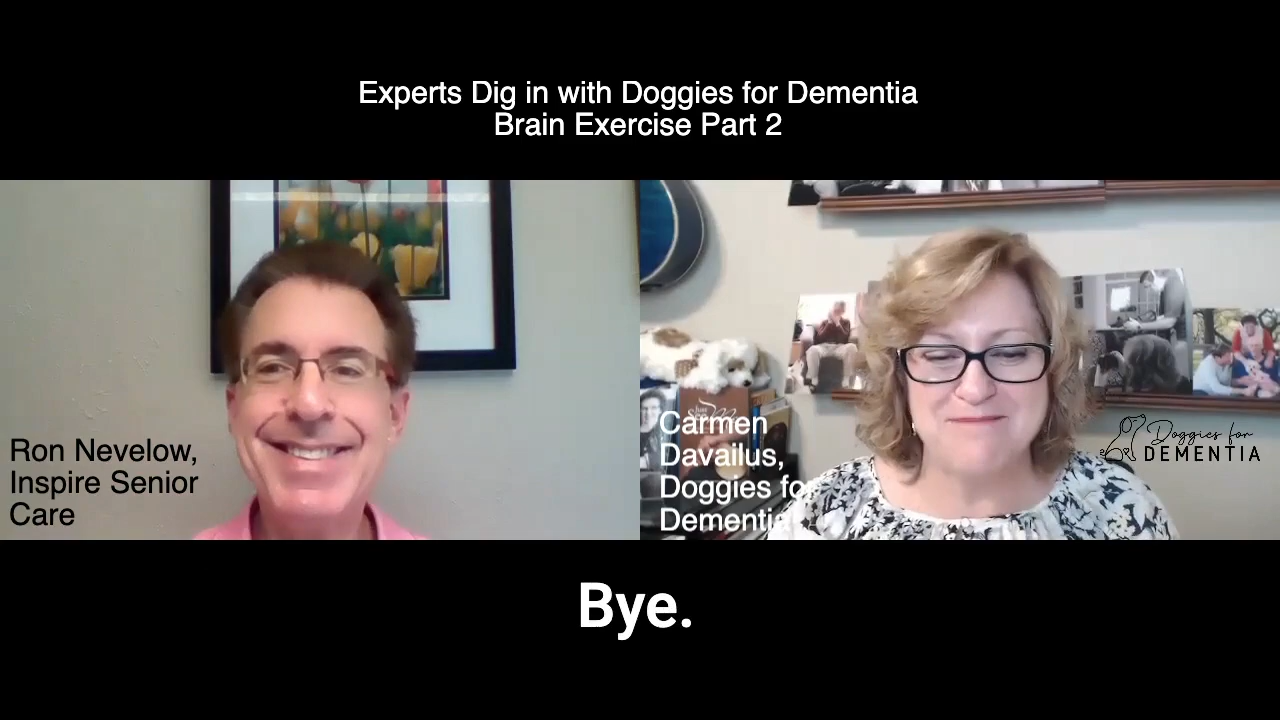 Experts Dig in with Doggies for Dementia
Brain Exercise Part 2
Ron Nevelow,
Inspire Senior
Care
Carmen
Davailus,
Doggies for
Dementia
Doggies for
DEMENTIA
Bye.